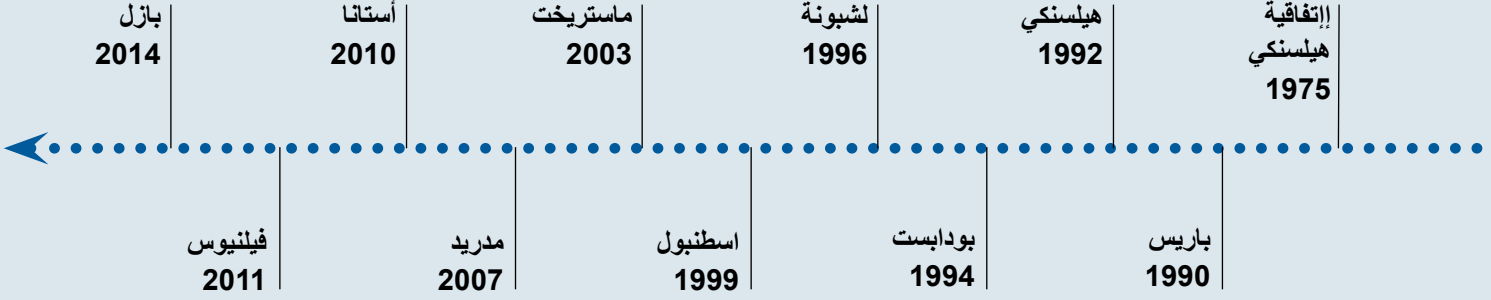 إإتفاقية
هيلسنكي
1975
باريس
1990
هيلسنكي
1992
بودابست
1994
لشبونة
1996
اسطنبول
1999
ماستريخت
2003
مدريد
2007
أستانا
2010
فيلنيوس
2011
بازل
2014